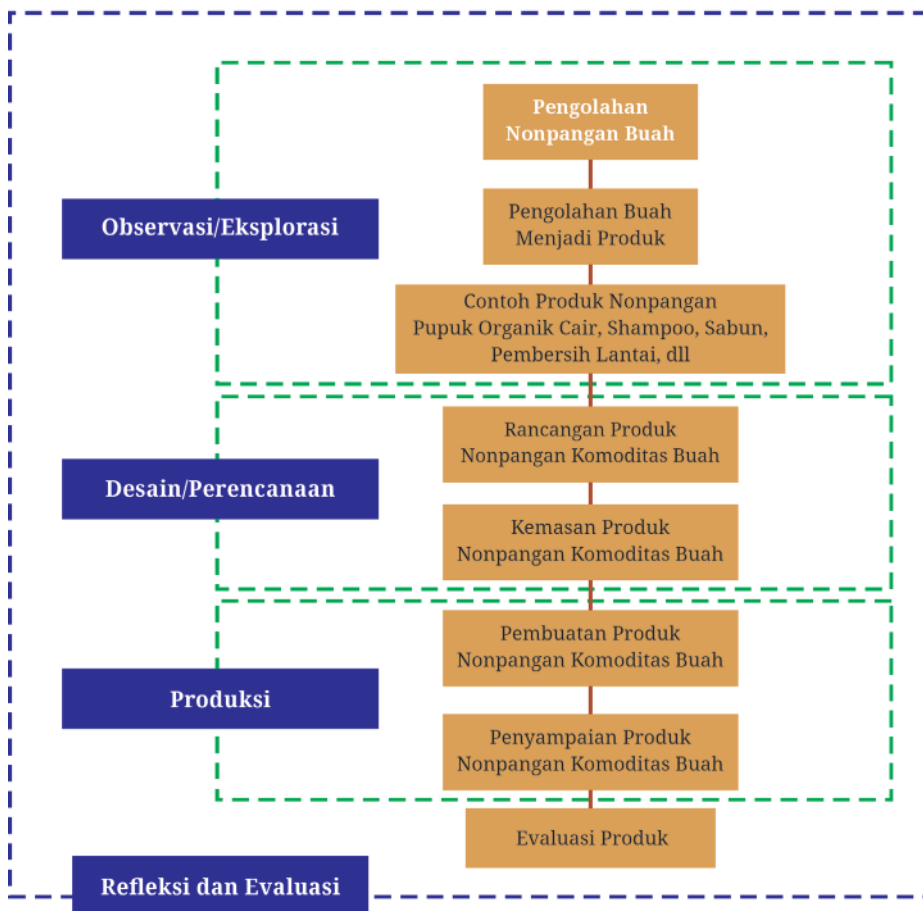 Pengolahan
Nonpangan Buah
Observasi/Eksplorasi
Pengolahan Buah
Menjadi Produk
Contoh Produk Nonpangan
Pupuk Organik Cair, Shampoo, Sabun,
Pembersih Lantai, dll
Desain/Perencanaan
Rancangan Produk
Nonpangan Komoditas Buah
Kemasan Produk
Nonpangan Komoditas Buah
Produksi
Pembuatan Produk
Nonpangan Komoditas Buah
Penyampaian Produk
Nonpangan Komoditas Buah
Evaluasi Produk
Refleksi dan Evaluasi